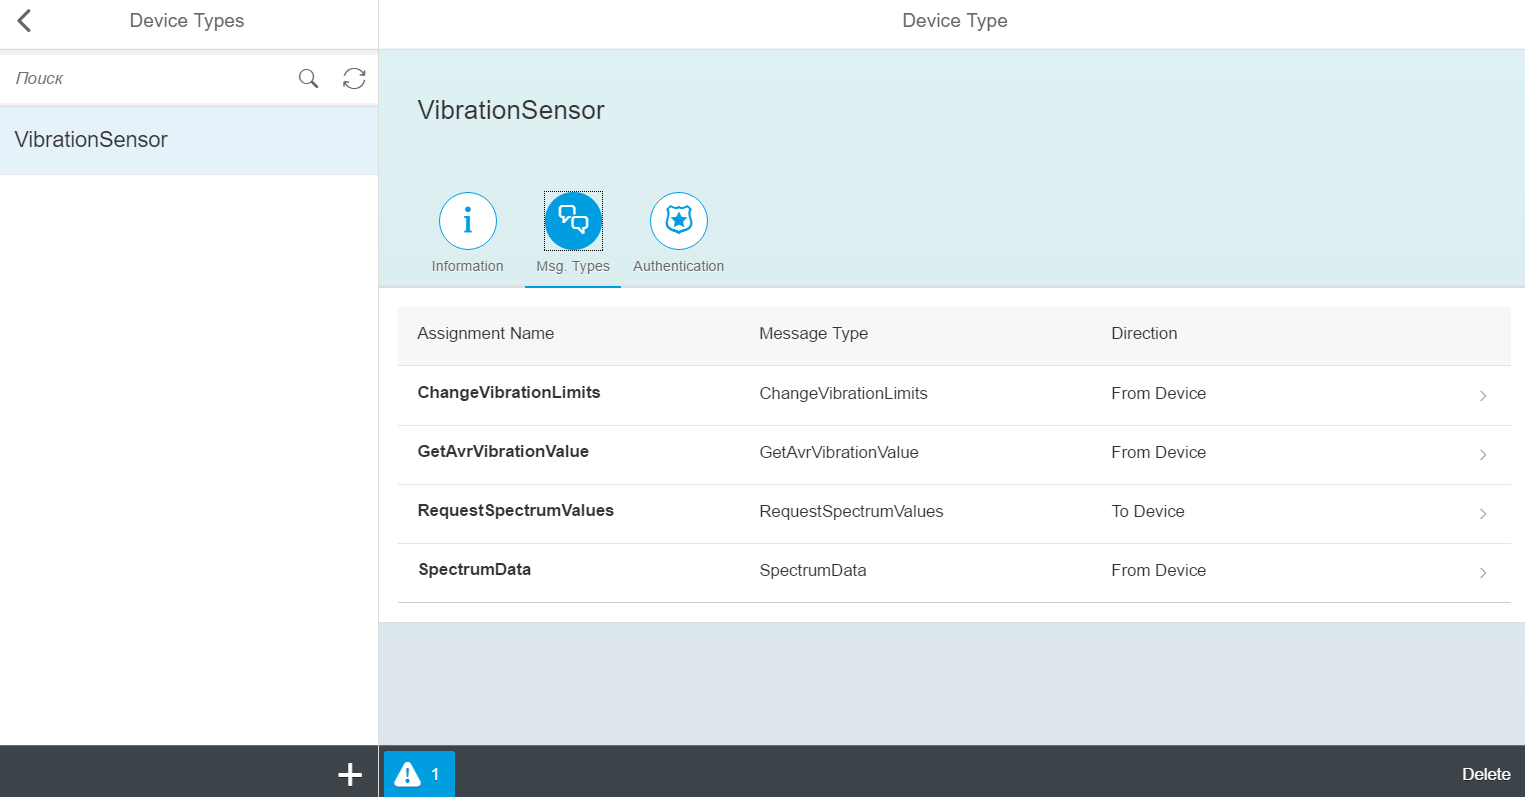 Device Types
Device Type
Поиск
VibrationSensor
VibrationSensor
Information Msg. Types Authentication
Assignment Name Message Type Direction
ChangeVibrationLimits ChangeVibrationLimits From Device
GetAvrVibrationValue GetAvrVibrationValue From Device
RequestSpectrumValues RequestSpectrumValues To Device
SpectrumData SpectrumData From Device
1
Delete